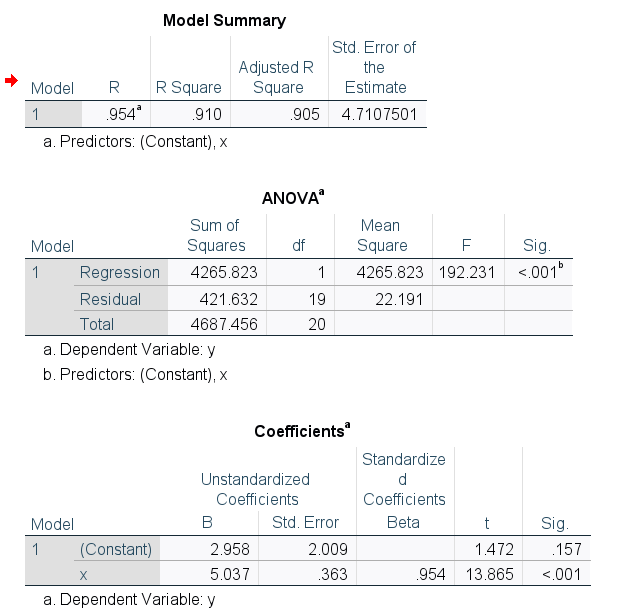 Model Summary
Model R R Square Adjusted R Square Std. Error of the Estimate
1 .954a .910 .905 4.7107501
a. Predictors: (Constant), x
ANOVAa
Model Sum of Squares df Mean Square F Sig.
1 Regression 4265.823 1 4265.823 192.231 <.001b
Residual 421.632 19 22.191
Total 4687.456 20
a. Dependent Variable: y
b. Predictors: (Constant), x
Coefficientsa
Unstandardized Coefficients Standardize d Coefficients
Model B Std. Error Beta t Sig.
1 (Constant) 2.958 2.009 1.472 .157
x 5.037 .363 .954 13.865 <.001
a. Dependent Variable: y